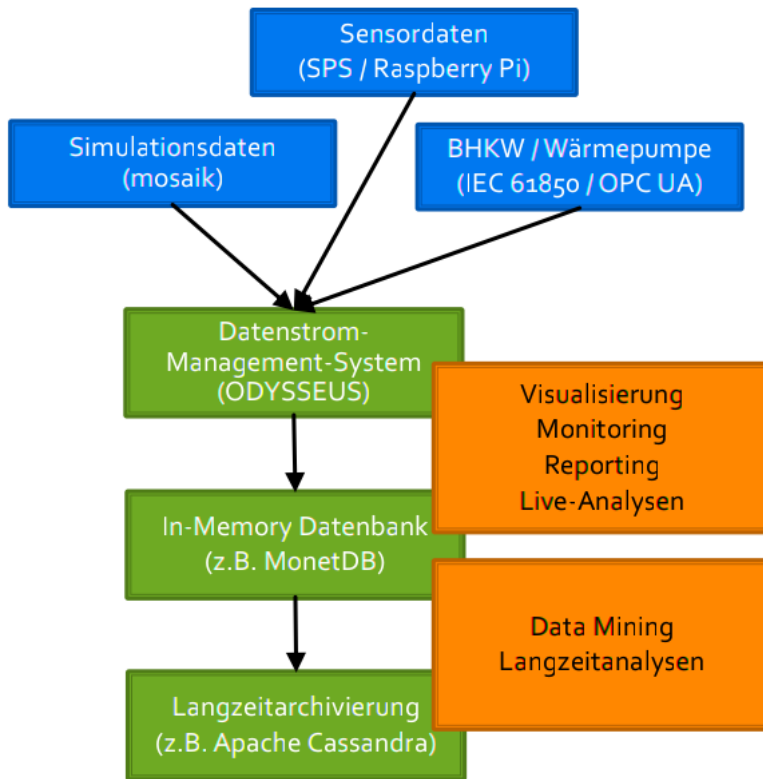 Sensordaten
(SPS / Raspberry Pi)
Simulationsdaten
(mosaik)
BHKW / Wärmepumpe
(IEC 61850 / OPC UA)
Datenstrom-
Management-System
(ODYSSEUS)
Visualisierung
Monitoring
Reporting
Live-Analysen
In-Memory Datenbank
(z.B. MonetDB)
Data Mining
Langzeitanalysen
Langzeitarchivierung
(z.B. Apache Cassandra)